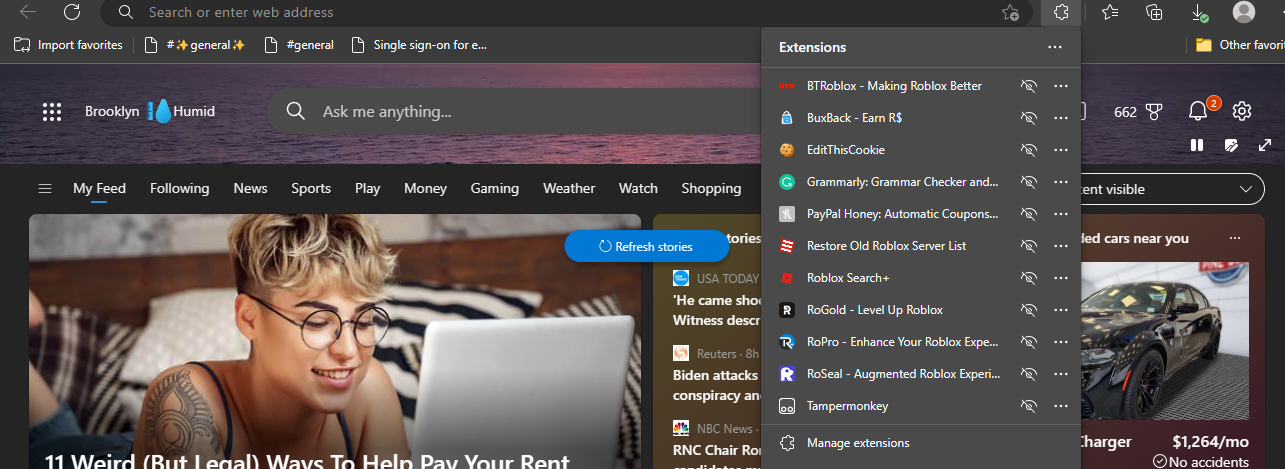 Search or enter web address
Import favorites
#✨general✨
#general
Single sign-on for e...
Other favorit
Extensions
BTRoblox - Making Roblox Better
BuxBack - Earn R$
EditThisCookie
Grammarly: Grammar Checker and...
PayPal Honey: Automatic Coupons...
Restore Old Roblox Server List
Roblox Search+
RoGold - Level Up Roblox
RoPro - Enhance Your Roblox Expe...
RoSeal - Augmented Roblox Experi...
Tampermonkey
Manage extensions
Brooklyn
Humid
Ask me anything...
662
2
My Feed
Following
News
Sports
Play
Money
Gaming
Weather
Watch
Shopping
visible
Refresh stories
11 Weird (But Legal) Ways To Help Pay Your Rent
USA TODAY
'He came shoo
Witness descr
Reuters · 8h
Biden attacks
conspiracy and
NBC News ·
RNC Chair Ron
cars near you
Charger
$1,264/mo
No accidents